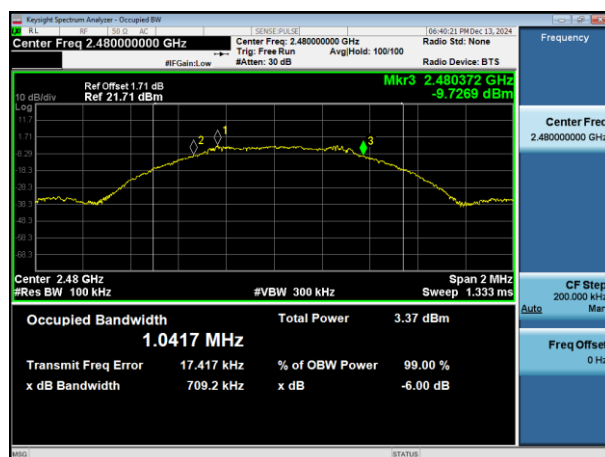 Keysight Spectrum Analyzer - Occupied BW
RL RF 50 Ω AC SENSE:PULSE 06:40:21 PM Dec 13, 2024
Center Freq 2.480000000 GHz
Center Freq: 2.480000000 GHz Radio Std: None
Trig: Free Run Avg|Hold: 100/100
#IFGain:Low #Atten: 30 dB Radio Device: BTS
Frequency
Mkr3 2.480372 GHz
Ref Offset 1.71 dB
-9.7269 dBm
10 dB/div Ref 21.71 dBm
Log
11.7
1.71
-8.29
-18.3
-28.3
-38.3
-48.3
-58.3
-68.3
2
1
3
Center Freq
2.480000000 GHz
Center 2.48 GHz Span 2 MHz
#Res BW 100 kHz #VBW 300 kHz Sweep 1.333 ms
CF Step
200.000 kHz
Auto Man
Occupied Bandwidth Total Power 3.37 dBm
1.0417 MHz
Transmit Freq Error 17.417 kHz % of OBW Power 99.00 %
x dB Bandwidth 709.2 kHz x dB -6.00 dB
Freq Offset
0 Hz
MSG STATUS